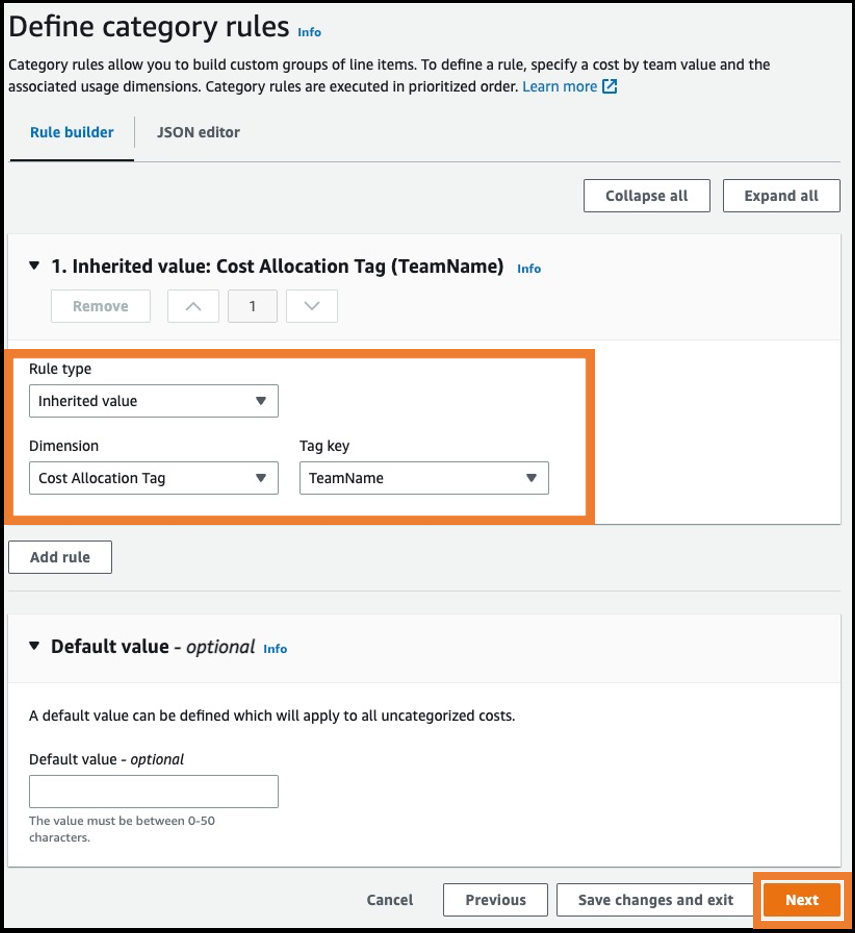 Define category rules Info
Category rules allow you to build custom groups of line items. To define a rule, specify a cost by team value and the
associated usage dimensions. Category rules are executed in prioritized order. Learn more
Rule builder JSON editor
Collapse all Expand all
1. Inherited value: Cost Allocation Tag (TeamName) Info
Remove 1
Rule type
Inherited value
Dimension Tag key
Cost Allocation Tag TeamName
Add rule
Default value - optional Info
A default value can be defined which will apply to all uncategorized costs.
Default value - optional
The value must be between 0-50
characters.
Cancel Previous Save changes and exit Next